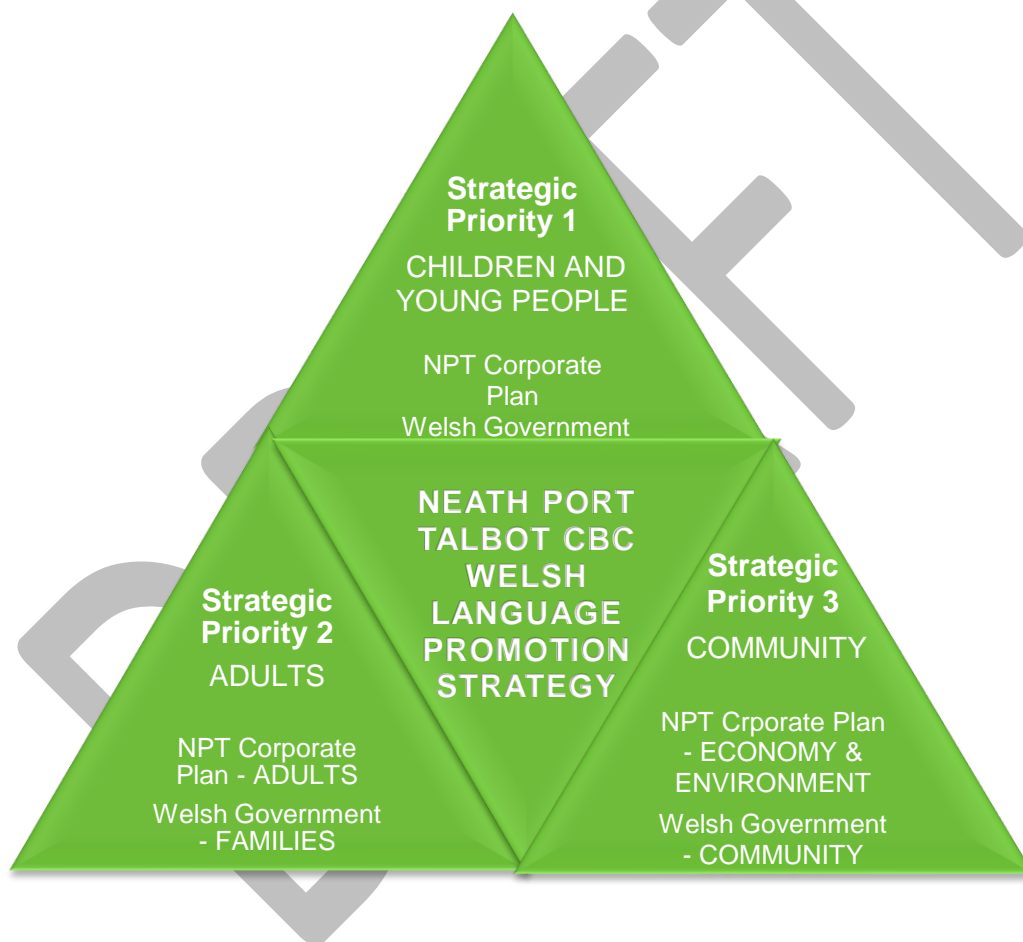 Strategic
Priority 1
CHILDREN AND
YOUNG PEOPLE
NPT Corporate
Plan
Welsh Government
NEATH PORT
TALBOT CBC
WELSH
LANGUAGE
PROMOTION
STRATEGY
Strategic
Priority 2
ADULTS
NPT Corporate
Plan - ADULTS
Welsh Government
- FAMILIES
Strategic
Priority 3
COMMUNITY
NPT Crporate Plan
- ECONOMY &
ENVIRONMENT
Welsh Government
- COMMUNITY